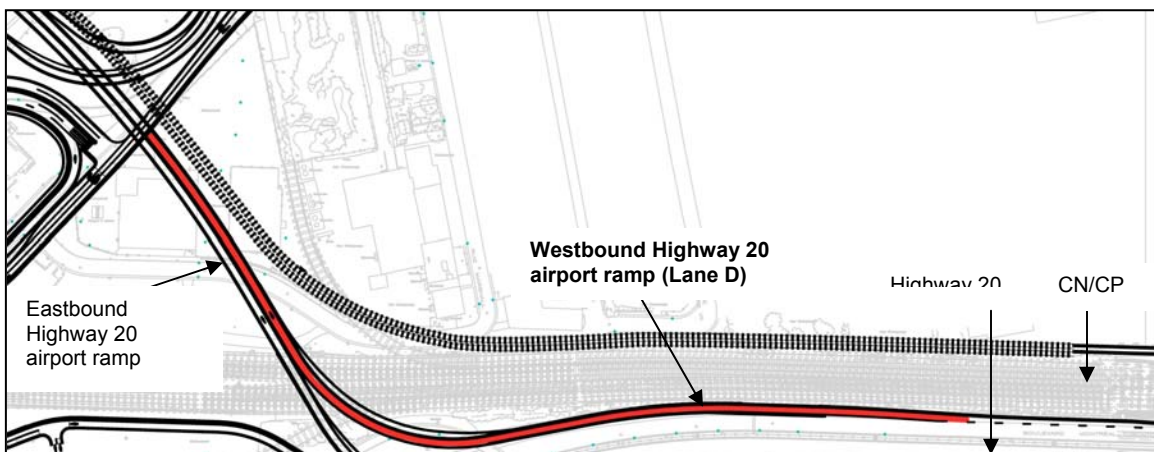 Westbound Highway 20
airport ramp (Lane D)
Highway 20
CN/CP
Eastbound
Highway 20
airport ramp